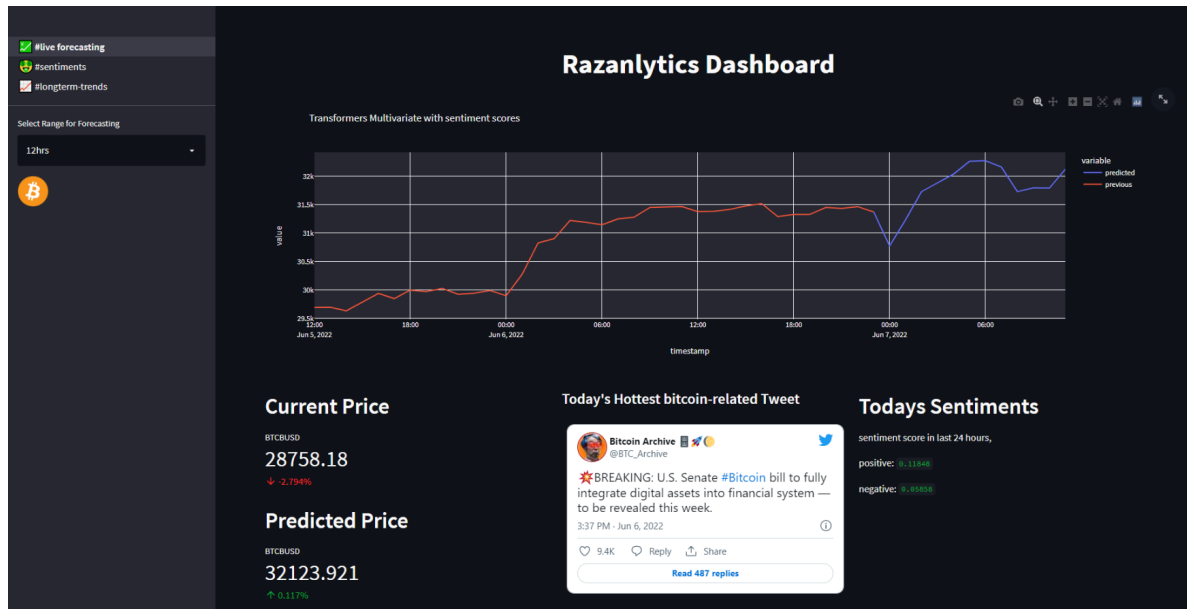 #live forecasting
#sentiments
#longterm-trends
Select Range for Forecasting
12hrs
Razanlytics Dashboard
Transformers Multivariate with sentiment scores
variable
predicted
previous
value
32k
31.5k
31k
30.5k
30k
29.5k
12:00 18:00 00:00 06:00 12:00 18:00 00:00 06:00
Jun 5, 2022 Jun 6, 2022 Jun 7, 2022
timestamp
Current Price
BTCBUSD
28758.18
↓ -2.794%
Predicted Price
BTCBUSD
32123.921
↑ 0.117%
Today's Hottest bitcoin-related Tweet
Bitcoin Archive
@BTC_Archive
BREAKING: U.S. Senate #Bitcoin bill to fully
integrate digital assets into financial system —
to be revealed this week.
3:37 PM · Jun 6, 2022
9.4K Reply Share
Read 487 replies
Todays Sentiments
sentiment score in last 24 hours,
positive: 0.11848
negative: 0.05858